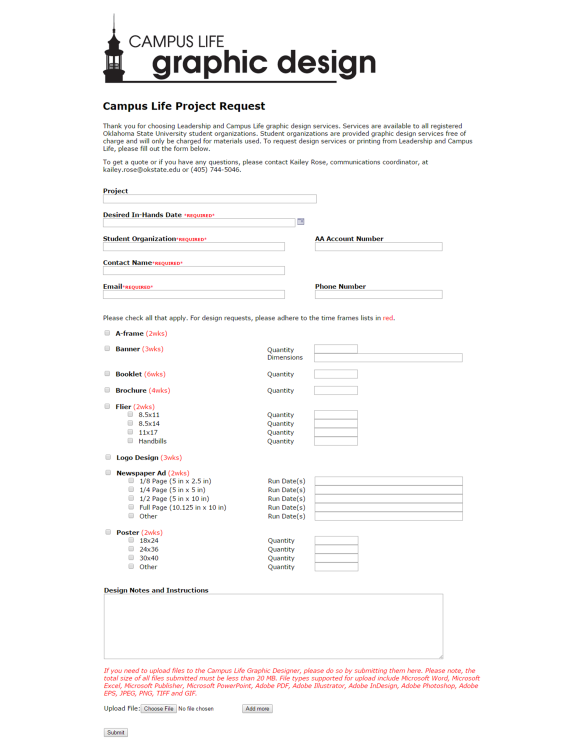 CAMPUS LIFE
graphic design
Campus Life Project Request
Thank you for choosing Leadership and Campus Life graphic design services. Services are available to all registered
Oklahoma State University student organizations. Student organizations are provided graphic design services free of
charge and will only be charged for materials used. To request design services or printing from Leadership and Campus
Life, please fill out the form below.
To get a quote or if you have any questions, please contact Kailey Rose, communications coordinator, at
kailey.rose@okstate.edu or (405) 744-5046.
Project
Desired In-Hands Date *REQUIRED*
Student Organization*REQUIRED* AA Account Number
Contact Name*REQUIRED*
Email*REQUIRED* Phone Number
Please check all that apply. For design requests, please adhere to the time frames lists in red.
A-frame (2wks)
Banner (3wks) Quantity
Dimensions
Booklet (6wks) Quantity
Brochure (4wks) Quantity
Flier (2wks)
8.5x11 Quantity
8.5x14 Quantity
11x17 Quantity
Handbills Quantity
Logo Design (3wks)
Newspaper Ad (2wks)
1/8 Page (5 in x 2.5 in) Run Date(s)
1/4 Page (5 in x 5 in) Run Date(s)
1/2 Page (5 in x 10 in) Run Date(s)
Full Page (10.125 in x 10 in) Run Date(s)
Other Run Date(s)
Poster (2wks)
18x24 Quantity
24x36 Quantity
30x40 Quantity
Other Quantity
Design Notes and Instructions
If you need to upload files to the Campus Life Graphic Designer, please do so by submitting them here. Please note, the
total size of all files submitted must be less than 20 MB. File types supported for upload include Microsoft Word, Microsoft
Excel, Microsoft Publisher, Microsoft PowerPoint, Adobe PDF, Adobe Illustrator, Adobe InDesign, Adobe Photoshop, Adobe
EPS, JPEG, PNG, TIFF and GIF.
Upload File: Choose File No file chosen Add more
Submit